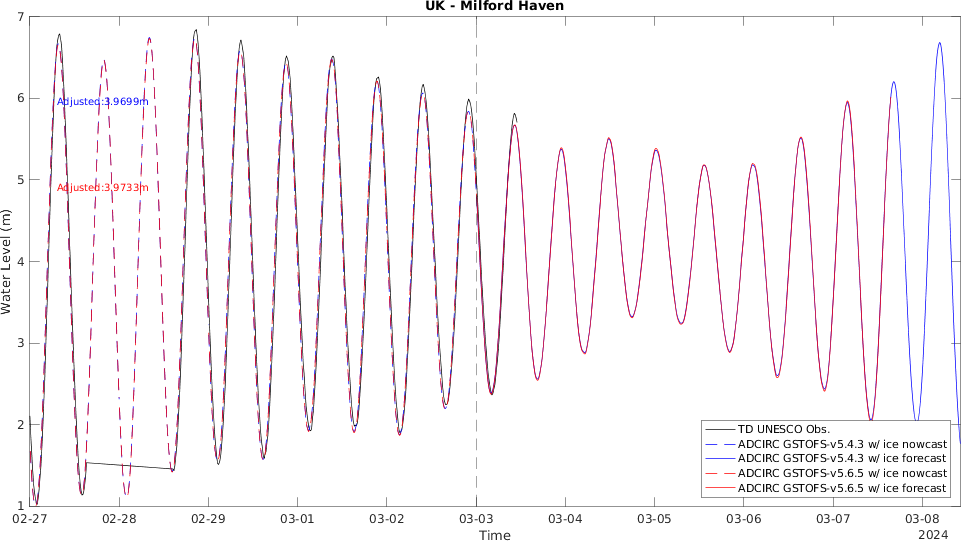 UK - Milford Haven
7
6
5
4
3
2
1
Water Level (m)
Adjusted:3.9699m
Adjusted:3.9733m
TD UNESCO Obs.
ADCIRC GSTOFS-v5.4.3 w/ ice nowcast
ADCIRC GSTOFS-v5.4.3 w/ ice forecast
ADCIRC GSTOFS-v5.6.5 w/ ice nowcast
ADCIRC GSTOFS-v5.6.5 w/ ice forecast
02-27 02-28 02-29 03-01 03-02 03-03 03-04 03-05 03-06 03-07 03-08
Time
2024